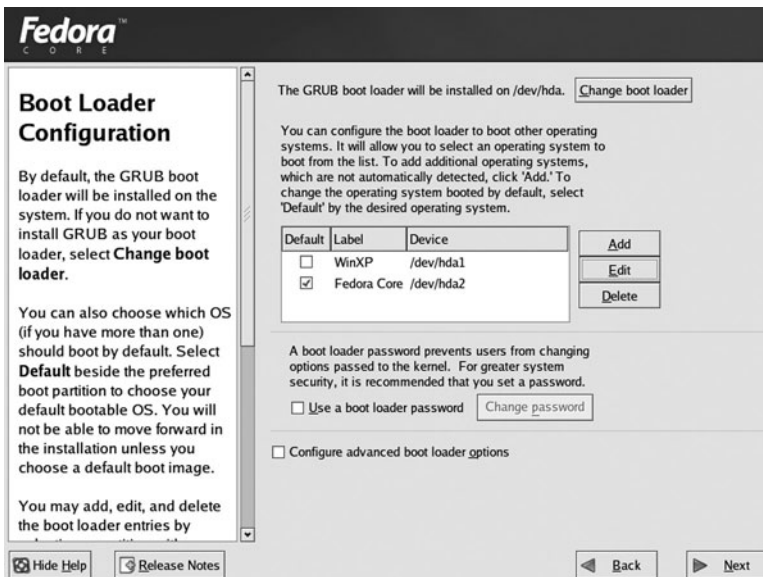 Fedora™
CORE
Boot Loader
Configuration
By default, the GRUB boot
loader will be installed on the
system. If you do not want to
install GRUB as your boot
loader, select Change boot
loader.
You can also choose which OS
(if you have more than one)
should boot by default. Select
Default beside the preferred
boot partition to choose your
default bootable OS. You will
not be able to move forward in
the installation unless you
choose a default boot image.
You may add, edit, and delete
the boot loader entries by
The GRUB boot loader will be installed on /dev/hda. Change boot loader
You can configure the boot loader to boot other operating
systems. It will allow you to select an operating system to
boot from the list. To add additional operating systems,
which are not automatically detected, click 'Add.' To
change the operating system booted by default, select
'Default' by the desired operating system.
Default Label Device
WinXP /dev/hda1
Fedora Core /dev/hda2
Add
Edit
Delete
A boot loader password prevents users from changing
options passed to the kernel. For greater system
security, it is recommended that you set a password.
Use a boot loader password Change password
Configure advanced boot loader options
Hide Help Release Notes Back Next